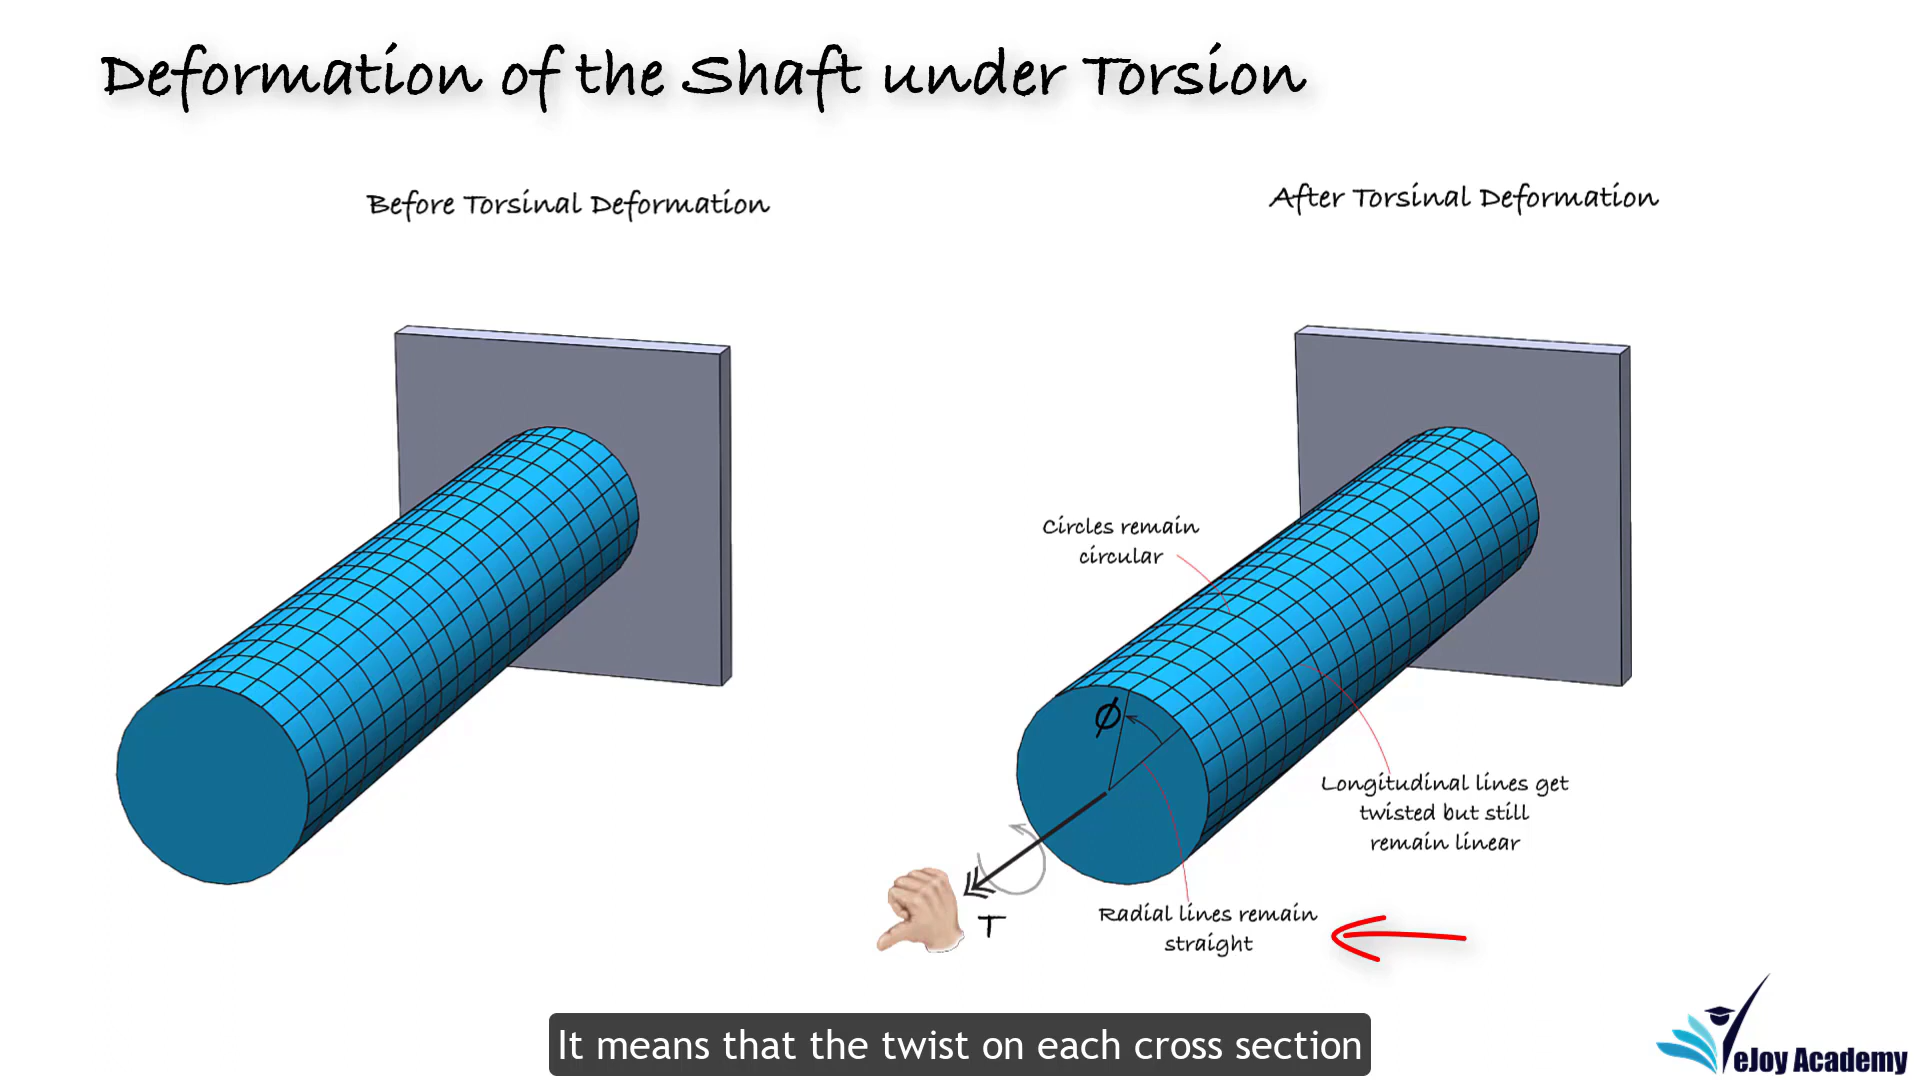 Deformation of the Shaft under Torsion
Before Torsinal Deformation
After Torsinal Deformation
Circles remain
circular
ϕ
Longitudinal lines get
twisted but still
remain linear
T
Radial lines remain
straight
It means that the twist on each cross section
eJoy Academy